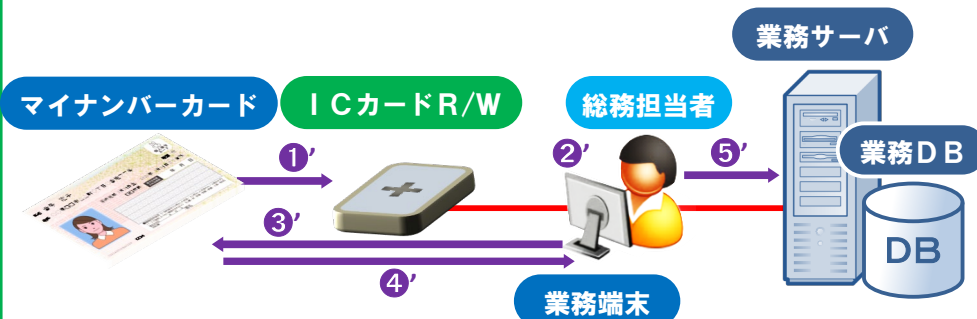 業務サーバ
マイナンバーカード
ＩＣカードＲ/Ｗ
総務担当者
❶’
❷’
❺’
業務ＤＢ
❸’
ＤＢ
❹’
業務端末